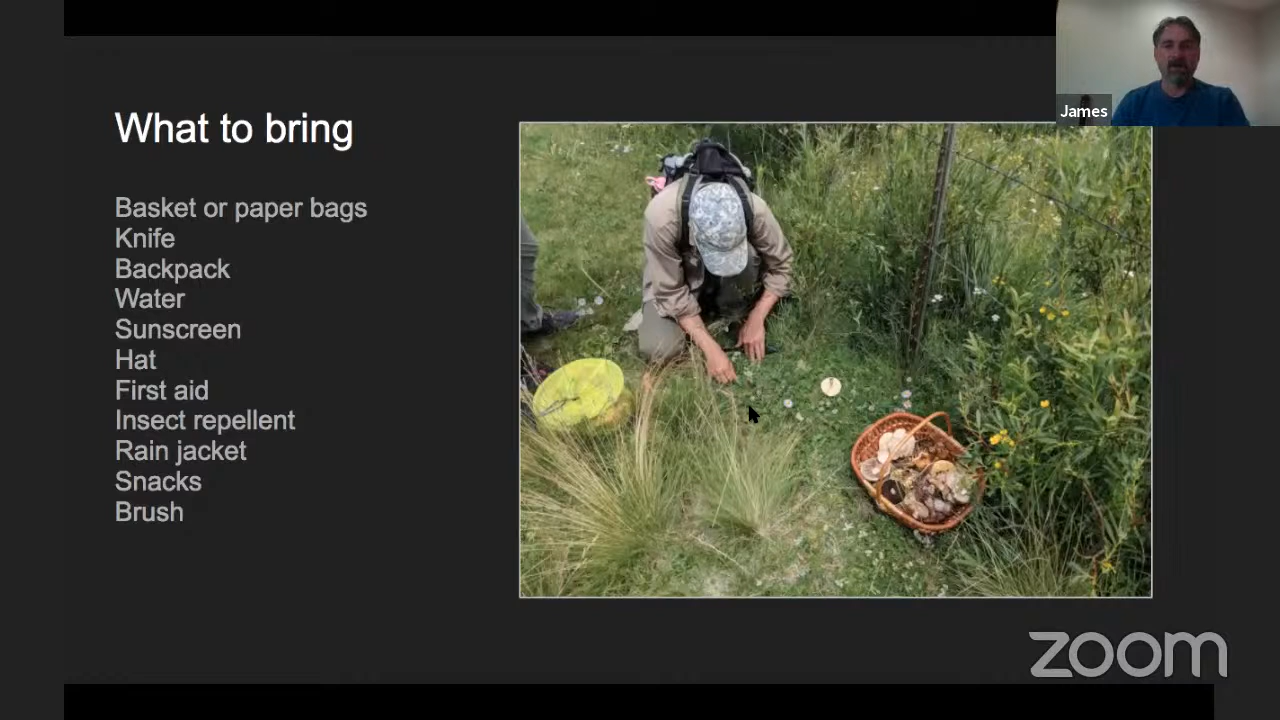 James
What to bring
Basket or paper bags
Knife
Backpack
Water
Sunscreen
Hat
First aid
Insect repellent
Rain jacket
Snacks
Brush
zoom